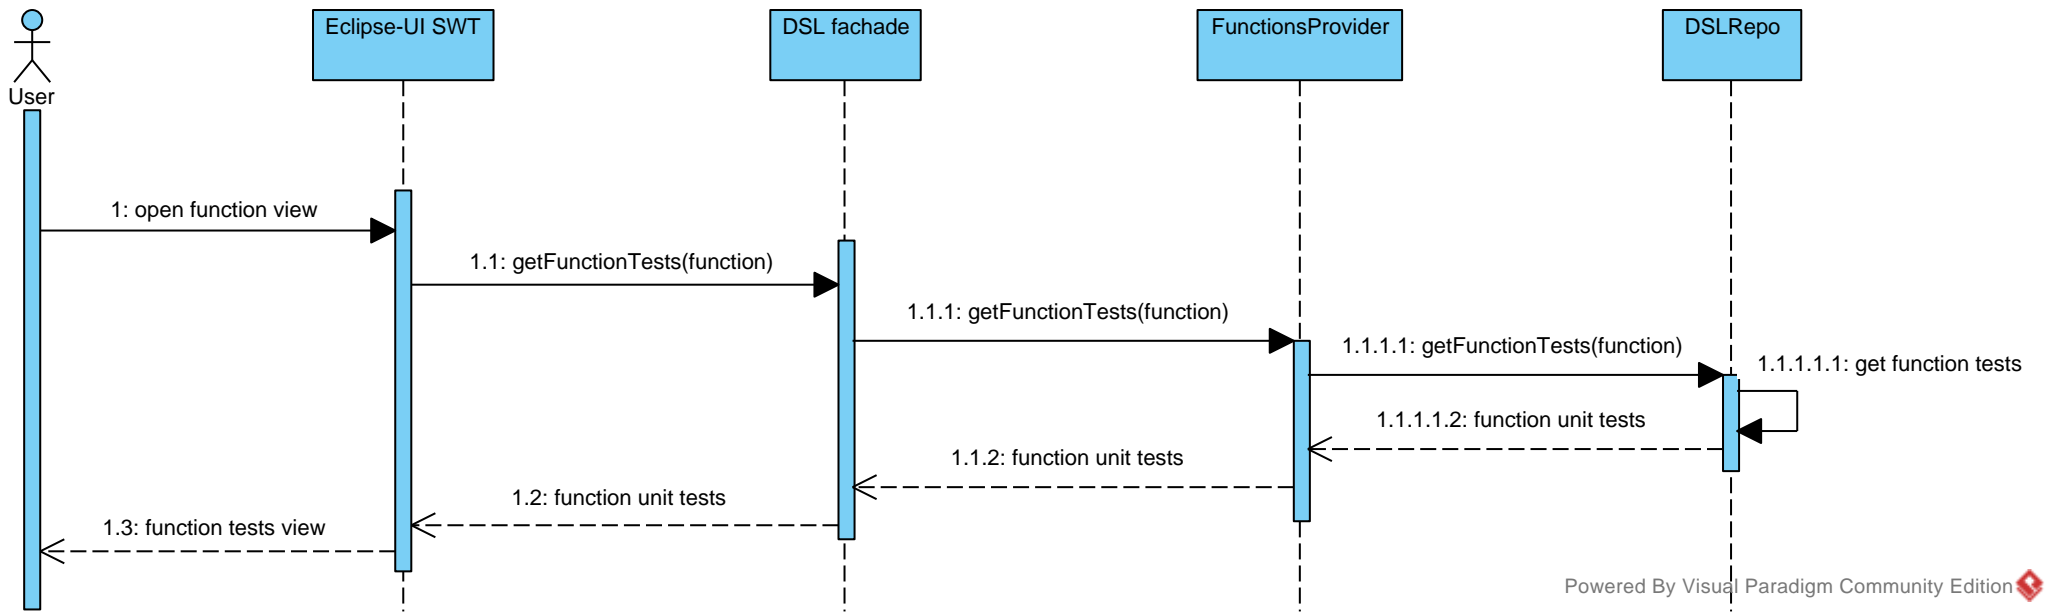 User
Eclipse-UI SWT
DSL fachade
FunctionsProvider
DSLRepo
1: open function view
1.1: getFunctionTests(function)
1.1.1: getFunctionTests(function)
1.1.1.1: getFunctionTests(function)
1.1.1.1.1: get function tests
1.1.1.1.2: function unit tests
1.1.2: function unit tests
1.2: function unit tests
1.3: function tests view
Powered By Visual Paradigm Community Edition